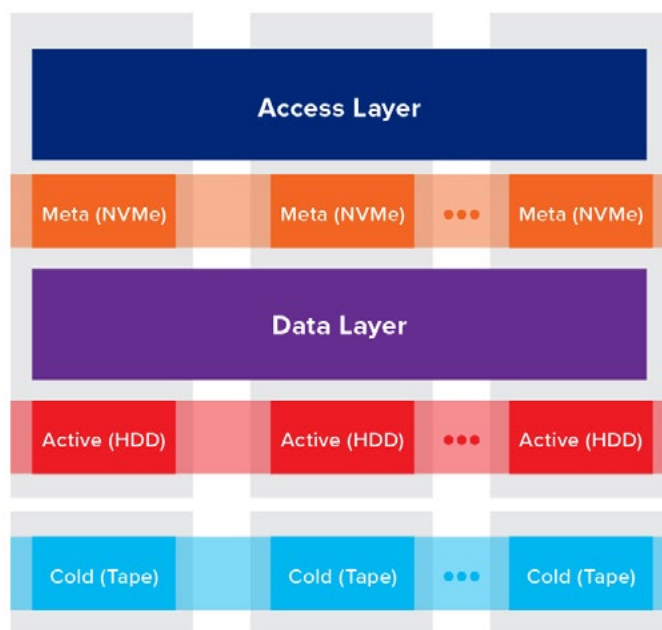 Access Layer
Meta (NVMe) Meta (NVMe) ••• Meta (NVMe)
Data Layer
Active (HDD) Active (HDD) ••• Active (HDD)
Cold (Tape) Cold (Tape) ••• Cold (Tape)